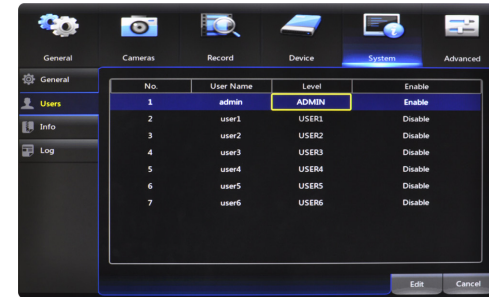 General Cameras Record Device System Advanced
General
Users
Info
Log
No. User Name Level Enable
1 admin ADMIN Enable
2 user1 USER1 Disable
3 user2 USER2 Disable
4 user3 USER3 Disable
5 user4 USER4 Disable
6 user5 USER5 Disable
7 user6 USER6 Disable
Edit Cancel